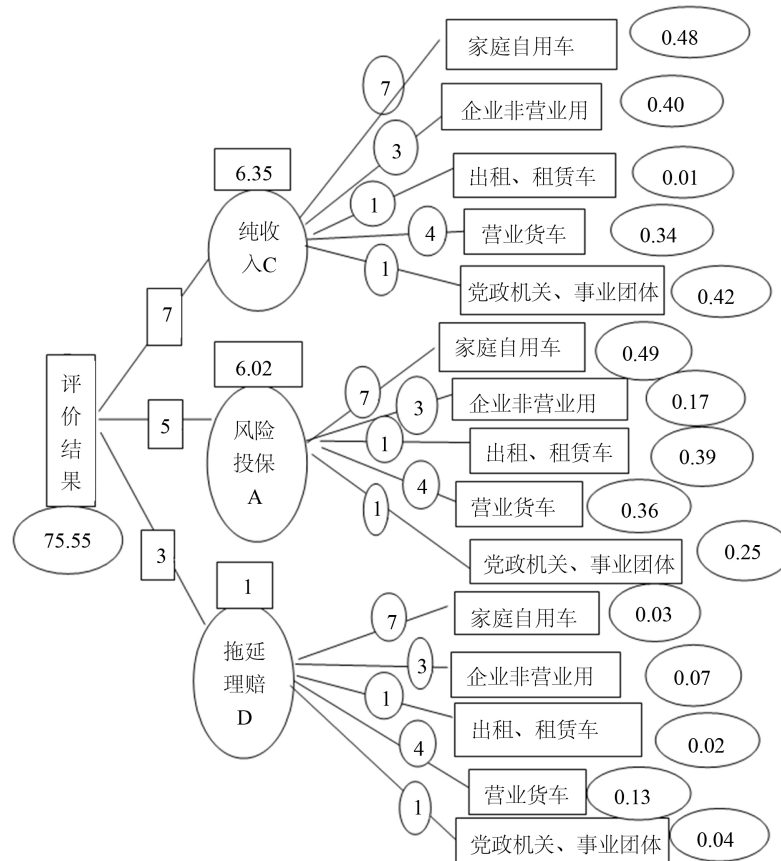 家庭自用车
0.48
7
企业非营业用
0.40
3
6.35
出租、租赁车
0.01
1
纯收
入C
营业货车
0.34
4
党政机关、事业团体
0.42
1
7
家庭自用车
0.49
7
6.02
企业非营业用
0.17
3
评
价
结
果
5
风险
投保
A
出租、租赁车
0.39
1
营业货车
0.36
4
75.55
3
党政机关、事业团体
0.25
1
1
家庭自用车
0.03
7
拖延
理赔
D
企业非营业用
0.07
3
出租、租赁车
0.02
1
营业货车
0.13
4
党政机关、事业团体
0.04
1